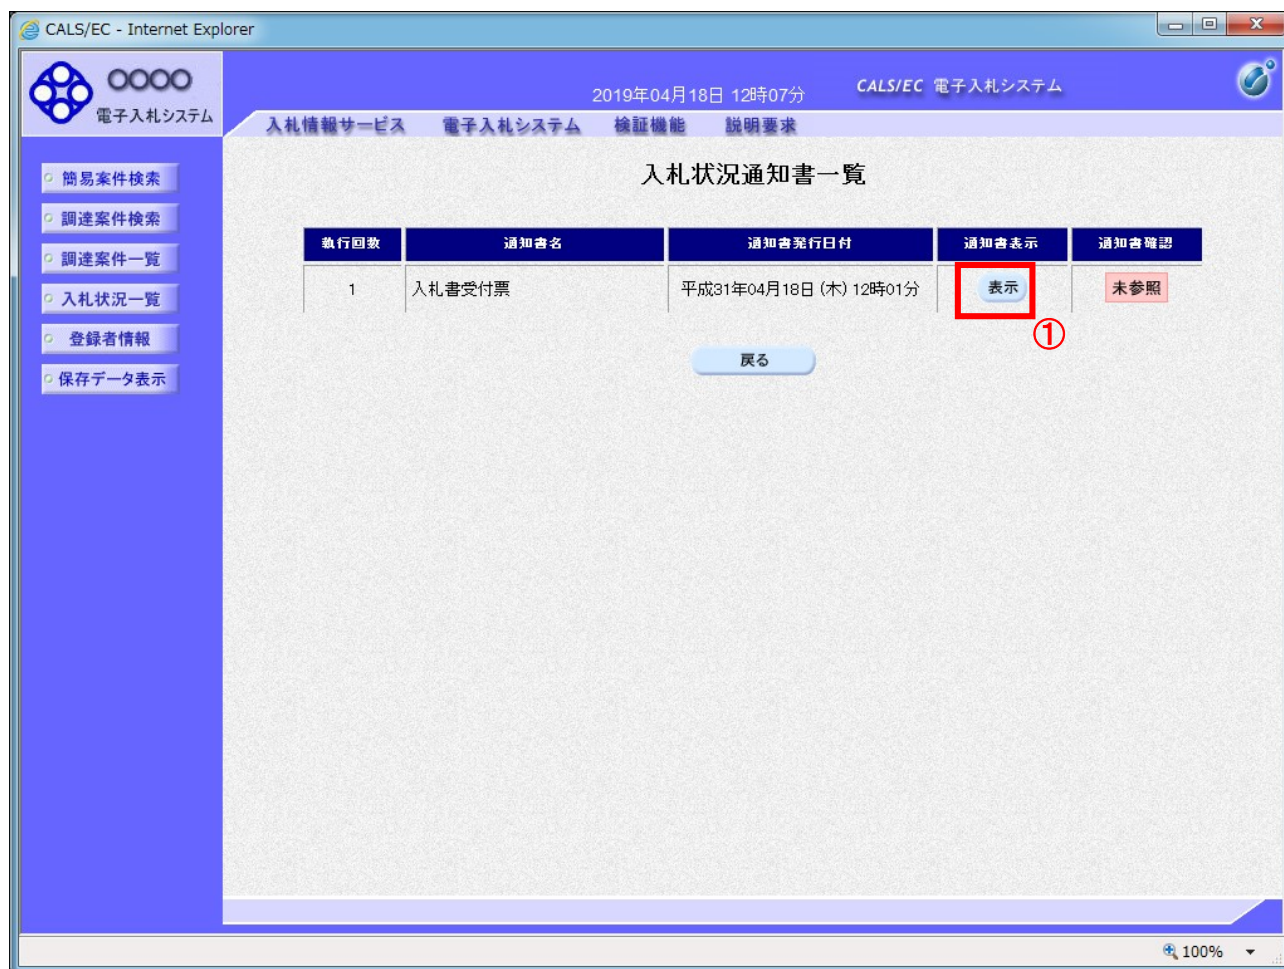 CALS/EC - Internet Explorer
○○○○
電子入札システム
2019年04月18日 12時07分
CALS/EC 電子入札システム
入札情報サービス 電子入札システム 検証機能 説明要求
簡易案件検索
調達案件検索
調達案件一覧
入札状況一覧
登録者情報
保存データ表示
入札状況通知書一覧
執行回数 通知書名 通知書発行日付 通知書表示 通知書確認
1 入札書受付票 平成31年04月18日 (木) 12時01分 表示 未参照
①
戻る
100%